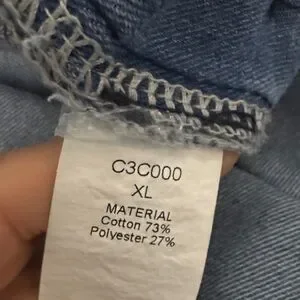 C3C000
XL
MATERIAL
Cotton 73%
Polyester 27%